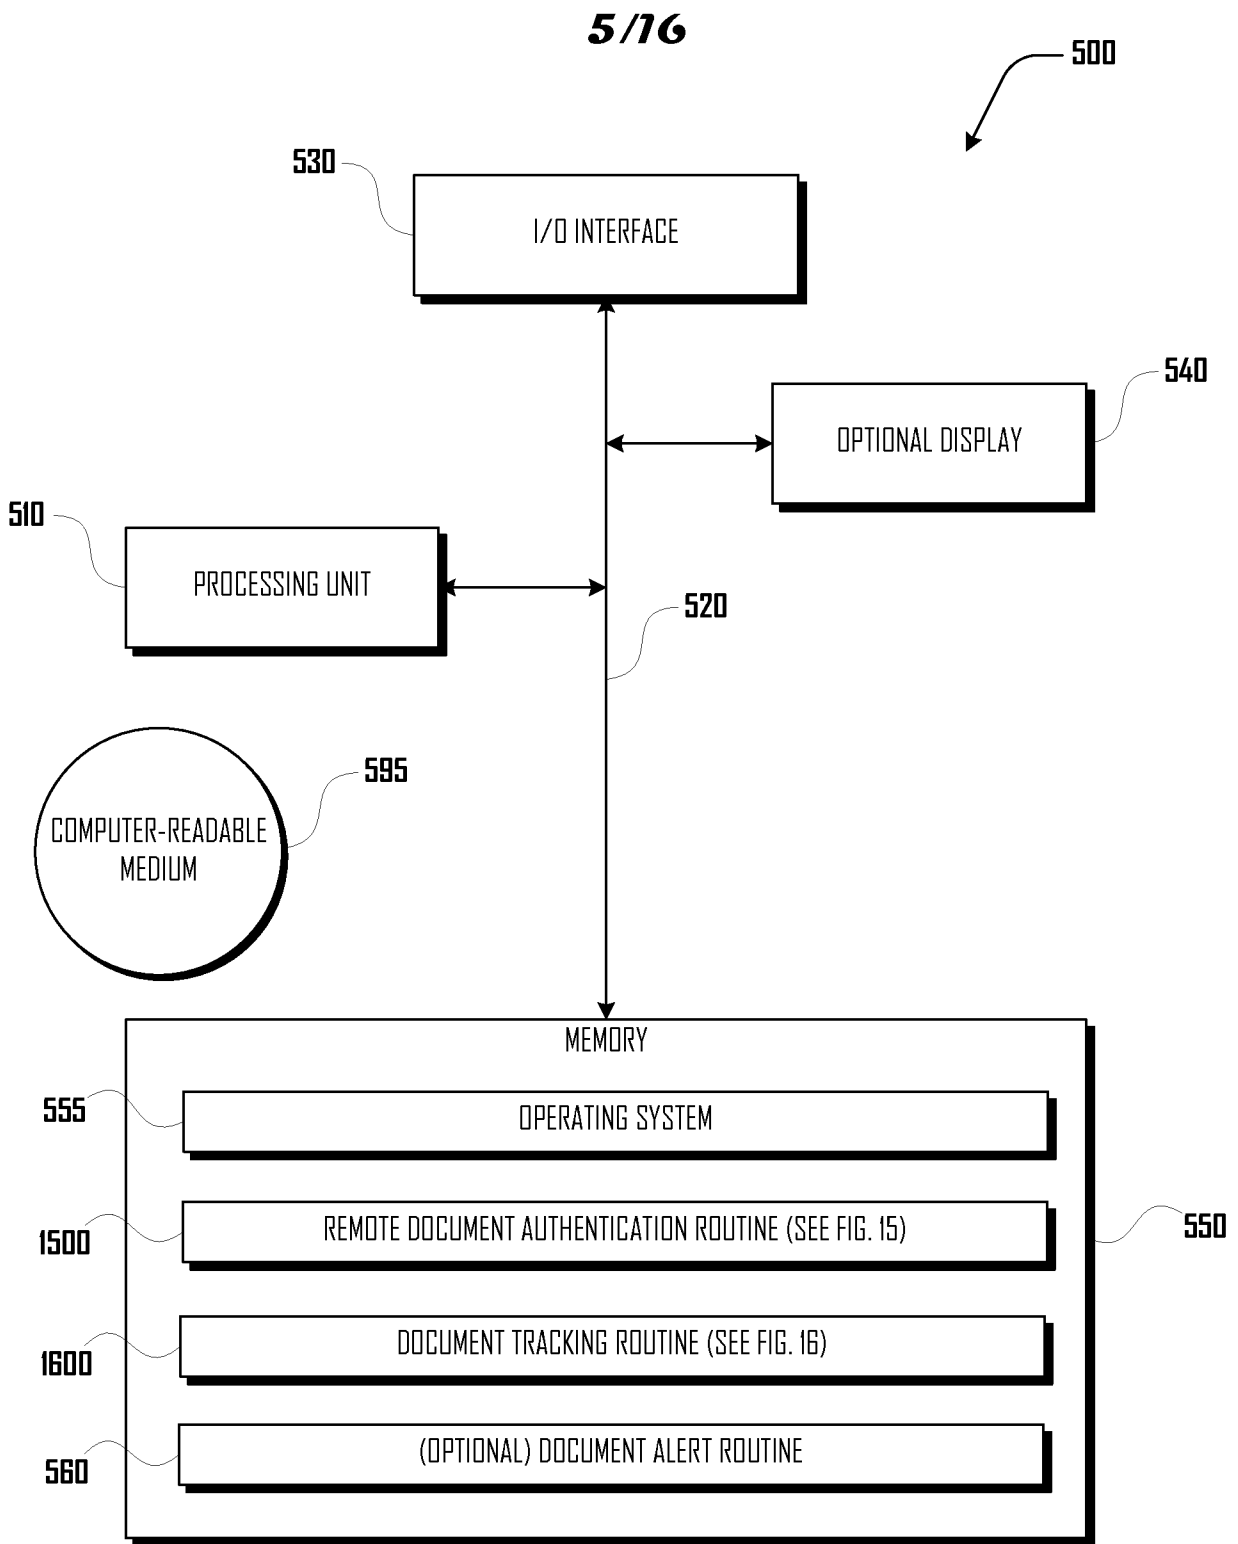 5/16
500
530
I/O INTERFACE
540
OPTIONAL DISPLAY
510
PROCESSING UNIT
520
595
COMPUTER-READABLE
MEDIUM
MEMORY
555
OPERATING SYSTEM
1500
REMOTE DOCUMENT AUTHENTICATION ROUTINE (SEE FIG. 15)
550
1600
DOCUMENT TRACKING ROUTINE (SEE FIG. 16)
560
(OPTIONAL) DOCUMENT ALERT ROUTINE